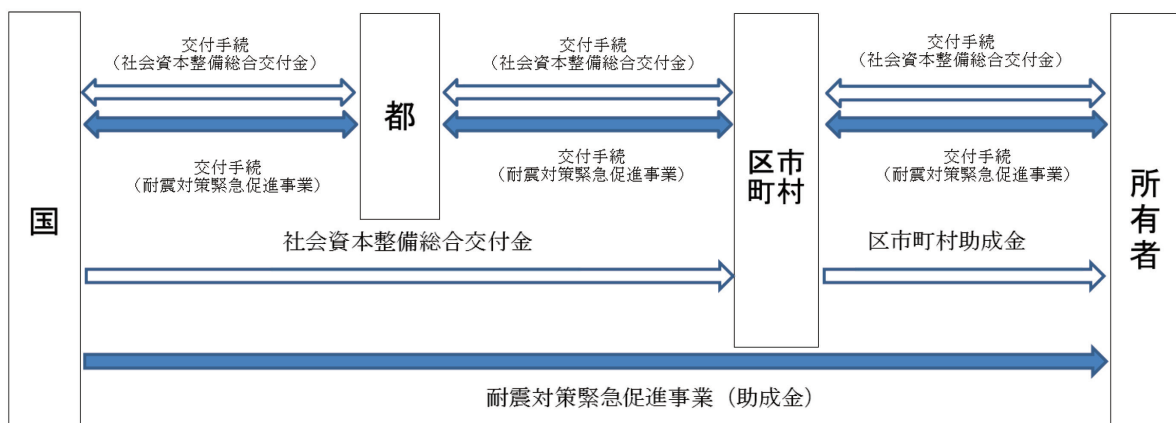 交付手続
(社会資本整備総合交付金)
交付手続
(社会資本整備総合交付金)
交付手続
(社会資本整備総合交付金)
国
都
区市
町村
所有者
交付手続
(耐震対策緊急促進事業)
交付手続
(耐震対策緊急促進事業)
交付手続
(耐震対策緊急促進事業)
社会資本整備総合交付金
区市町村助成金
耐震対策緊急促進事業(助成金)